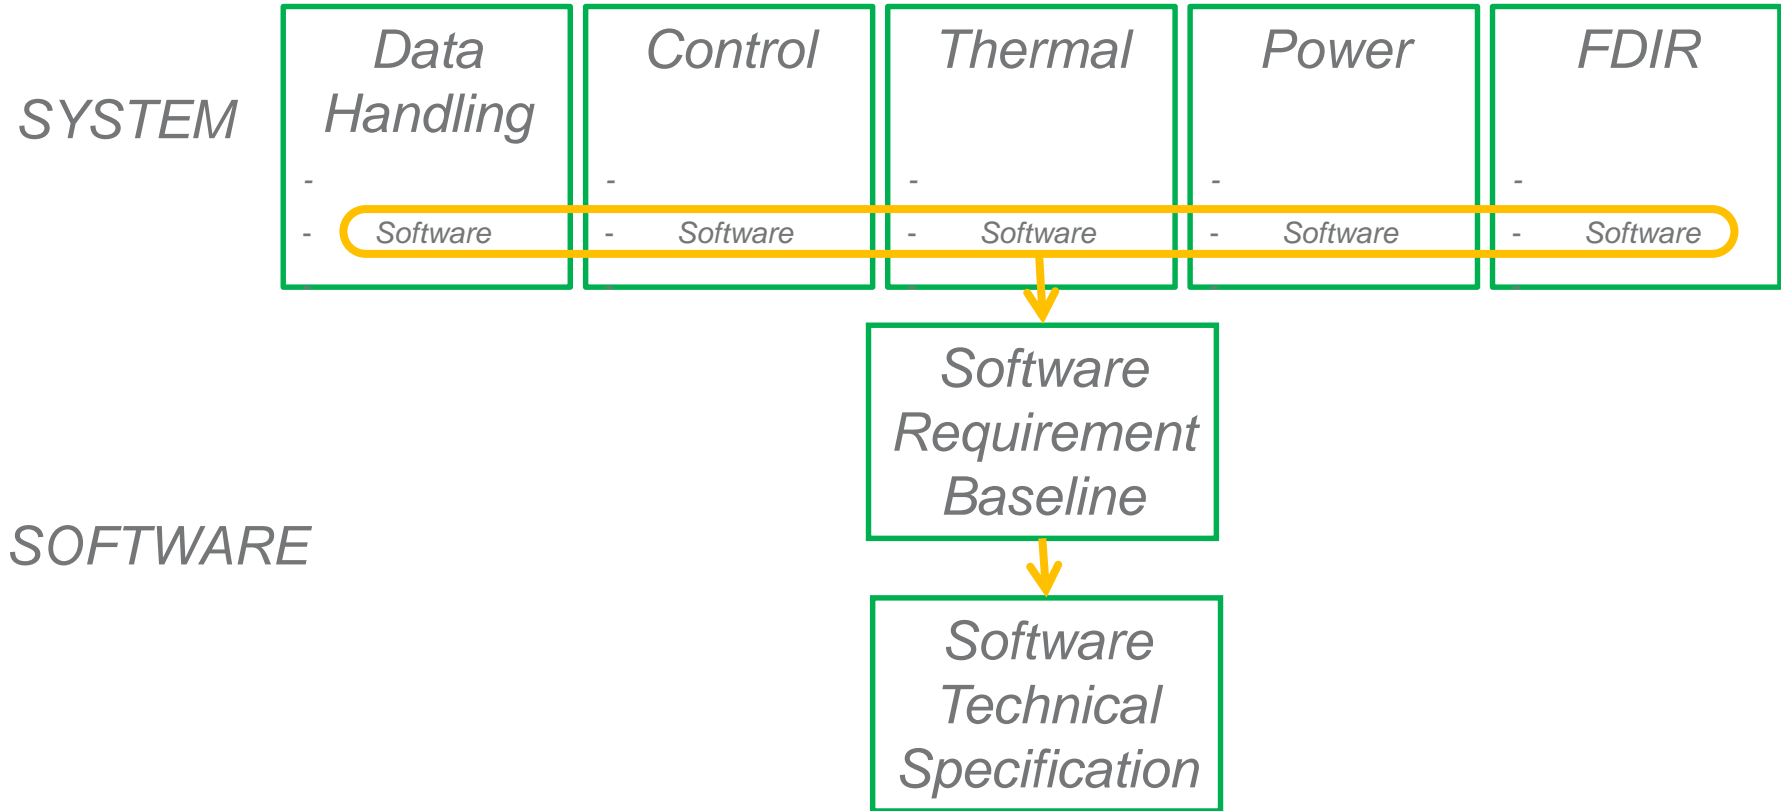 SYSTEM
Data
Handling
-
- Software
-
Control
-
- Software
-
Thermal
-
- Software
-
Power
-
- Software
-
FDIR
-
- Software
-
SOFTWARE
Software
Requirement
Baseline
Software
Technical
Specification